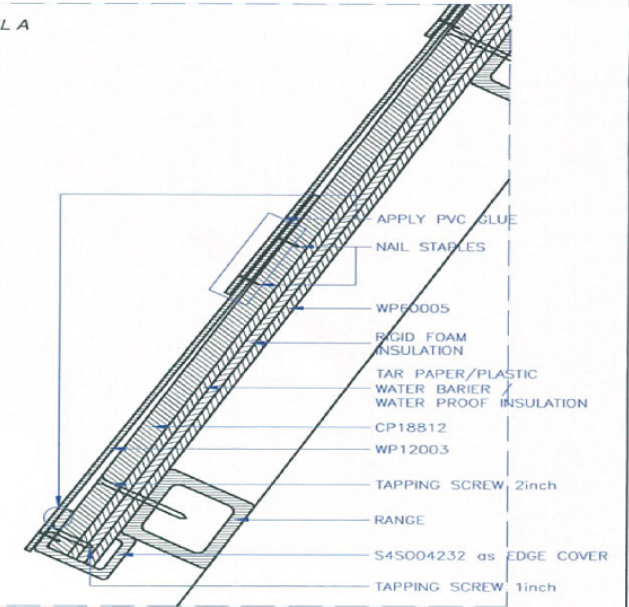 L A
APPLY PVC GLUE
NAIL STAPLES
WP60005
RIGID FOAM
INSULATION
TAR PAPER/PLASTIC
WATER BARIER /
WATER PROOF INSULATION
CP18812
WP12003
TAPPING SCREW 2inch
RANGE
S4S004232 as EDGE COVER
TAPPING SCREW 1inch